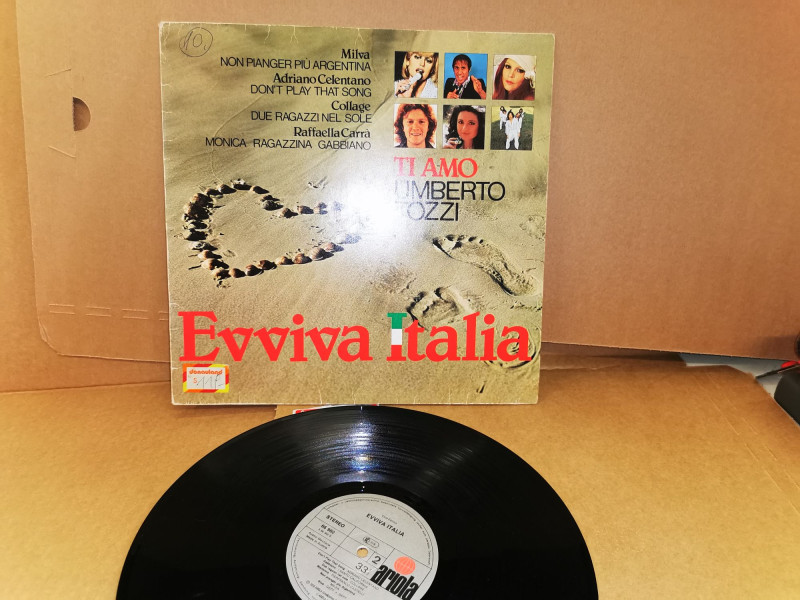 10.
Milva
NON PIANGER PIÙ ARGENTINA
Adriano Celentano
DON'T PLAY THAT SONG
Collage
DUE RAGAZZI NEL SOLE
Raffaella Carrà
MONICA RAGAZZINA GABBIANO
TI AMO
UMBERTO
TOZZI
Evviva Italia
EVVIVA ITALIA
STEREO
2
33
ariola